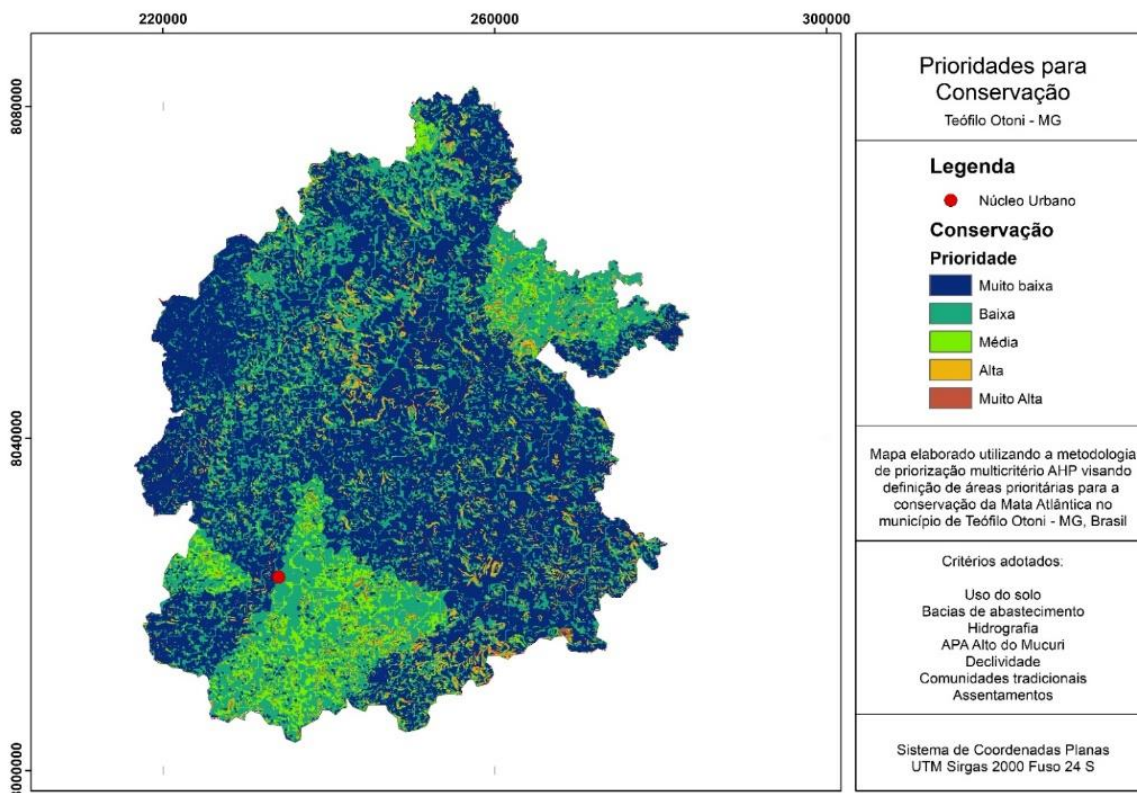 220000
260000
300000
8080000
8040000
8000000
Prioridades para
Conservação
Teófilo Otoni - MG
Legenda
Núcleo Urbano
Conservação
Prioridade
Muito baixa
Baixa
Média
Alta
Muito Alta
Mapa elaborado utilizando a metodologia
de priorização multicritério AHP visando
definição de áreas prioritárias para a
conservação da Mata Atlântica no
município de Teófilo Otoni - MG, Brasil
Critérios adotados:
Uso do solo
Bacias de abastecimento
Hidrografia
APA Alto do Mucuri
Declividade
Comunidades tradicionais
Assentamentos
Sistema de Coordenadas Planas
UTM Sirgas 2000 Fuso 24 S